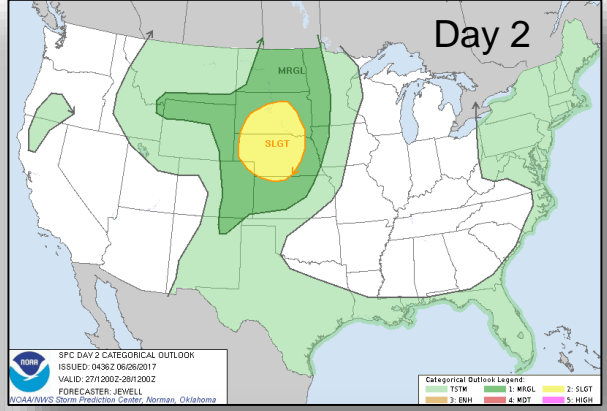 Day 2
MRGL
SLGT
NOAA
SPC DAY 2 CATEGORICAL OUTLOOK
ISSUED: 0436Z 06/26/2017
VALID: 27/1200Z-28/1200Z
FORECASTER: JEWELL
NOAA/NWS Storm Prediction Center, Norman, Oklahoma
Categorical Outlook Legend:
TSTM 1: MRGL 2: SLGT
3: ENH 4: MDT 5: HIGH